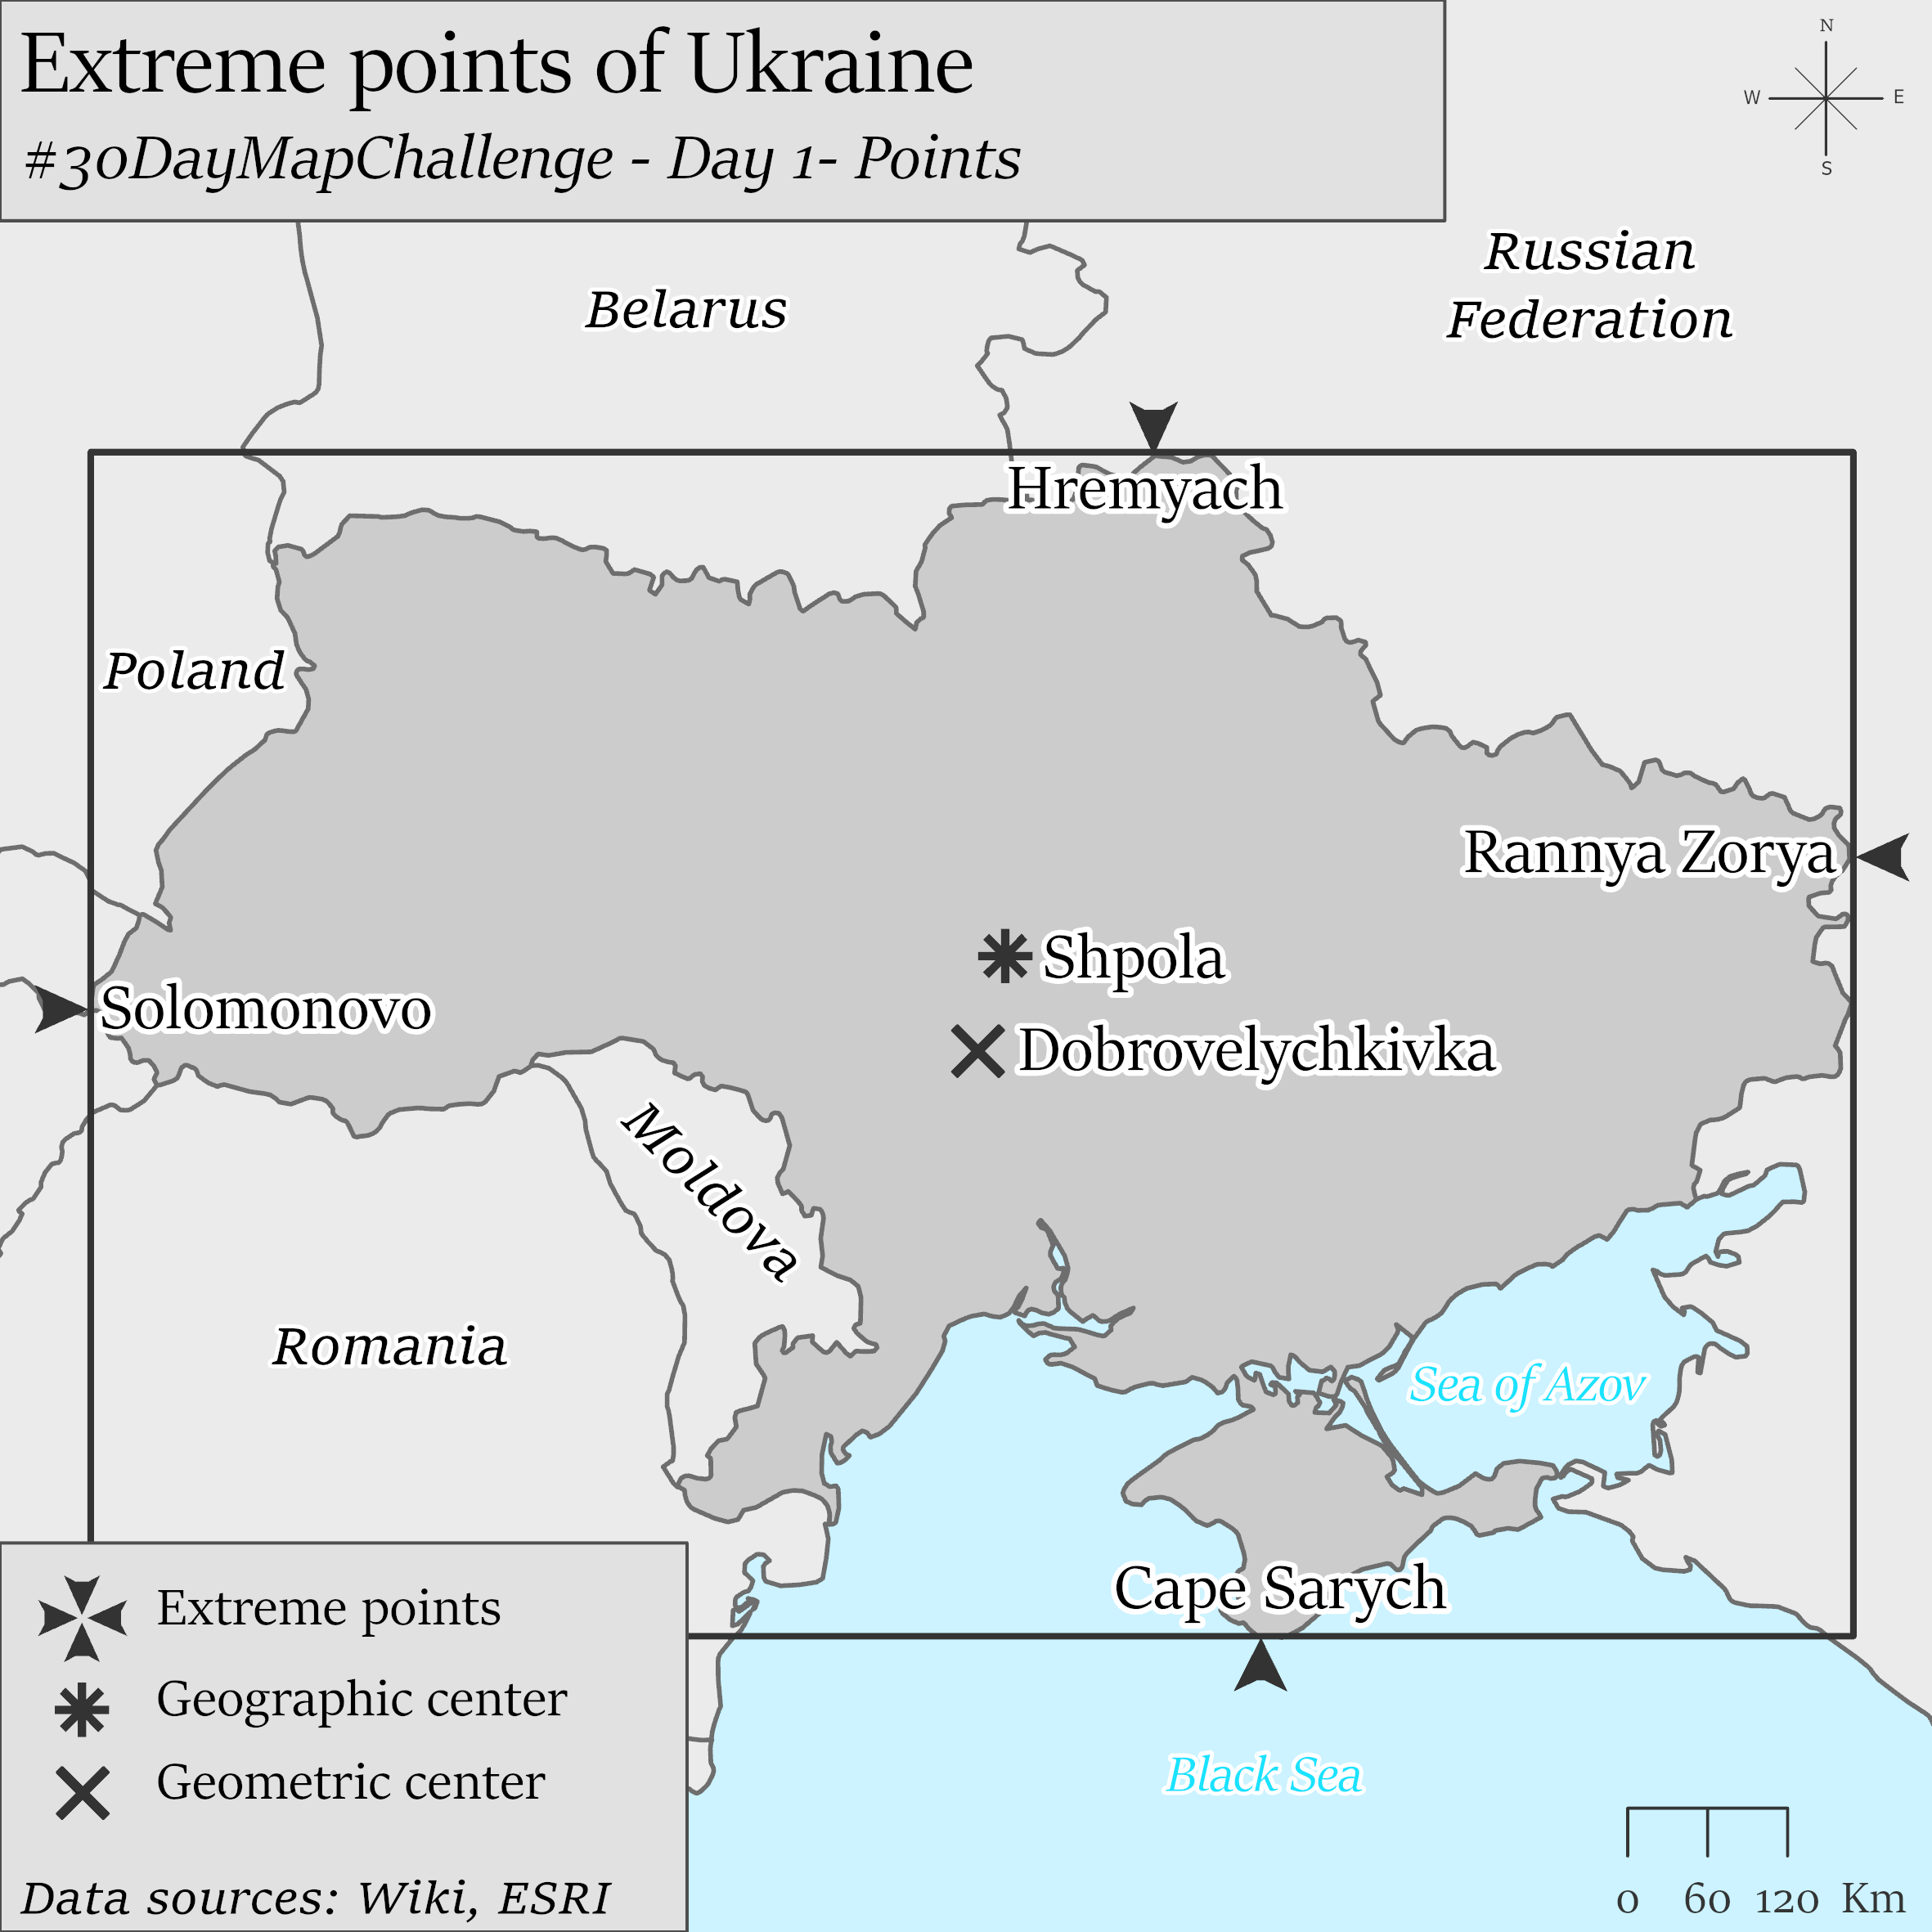 Extreme points of Ukraine
#30DayMapChallenge - Day 1- Points
N
W E
S
Russian
Federation
Belarus
Hremyach
Poland
Rannya Zorya
Shpola
Solomonovo
Dobrovelychkivka
Moldova
Romania
Sea of Azov
Cape Sarych
Extreme points
Geographic center
Geometric center
Black Sea
Data sources: Wiki, ESRI
0 60 120 Km